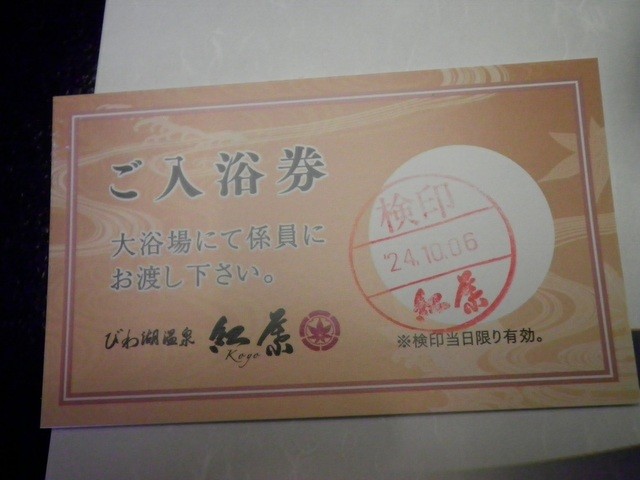 ご入浴券
大浴場にて係員に
お渡し下さい。
びわ湖温泉 紅葉
Koyo
検印
'24.10.06
紅葉
※検印当日限り有効。